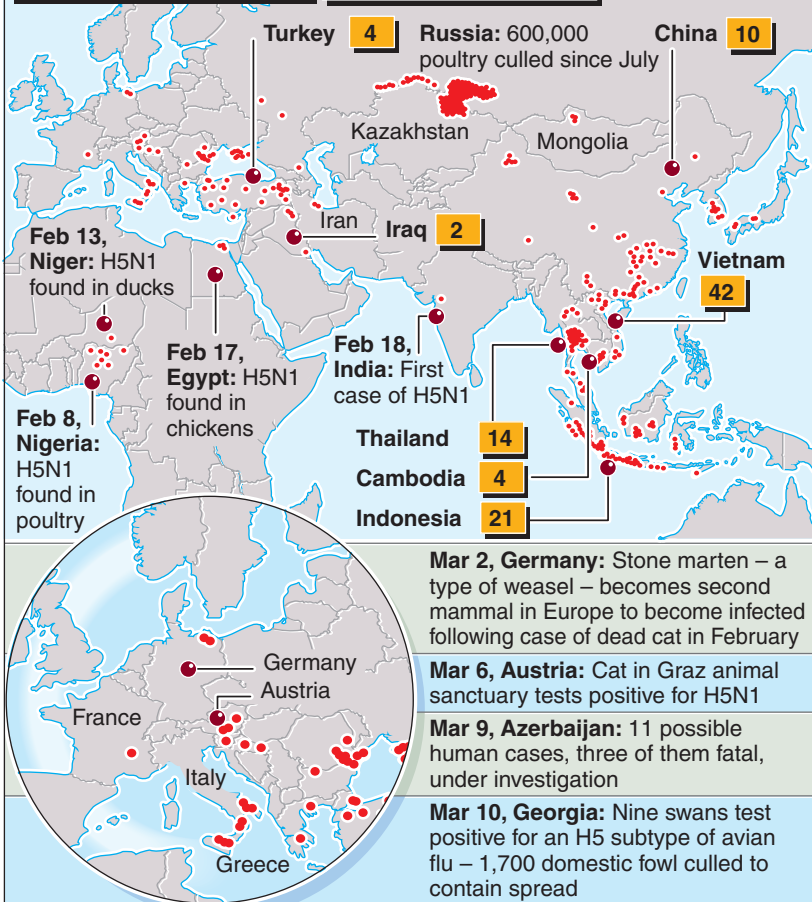 Turkey 4
Russia: 600,000
poultry culled since July
China 10
Kazakhstan
Mongolia
Iran
Iraq 2
Vietnam
42
Feb 13,
Niger: H5N1
found in ducks
Feb 17,
Egypt: H5N1
found in
chickens
Feb 18,
India: First
case of H5N1
Feb 8,
Nigeria:
H5N1
found in
poultry
Thailand 14
Cambodia 4
Indonesia 21
Germany
Austria
France
Italy
Greece
Mar 2, Germany: Stone marten – a
type of weasel – becomes second
mammal in Europe to become infected
following case of dead cat in February
Mar 6, Austria: Cat in Graz animal
sanctuary tests positive for H5N1
Mar 9, Azerbaijan: 11 possible
human cases, three of them fatal,
under investigation
Mar 10, Georgia: Nine swans test
positive for an H5 subtype of avian
flu – 1,700 domestic fowl culled to
contain spread